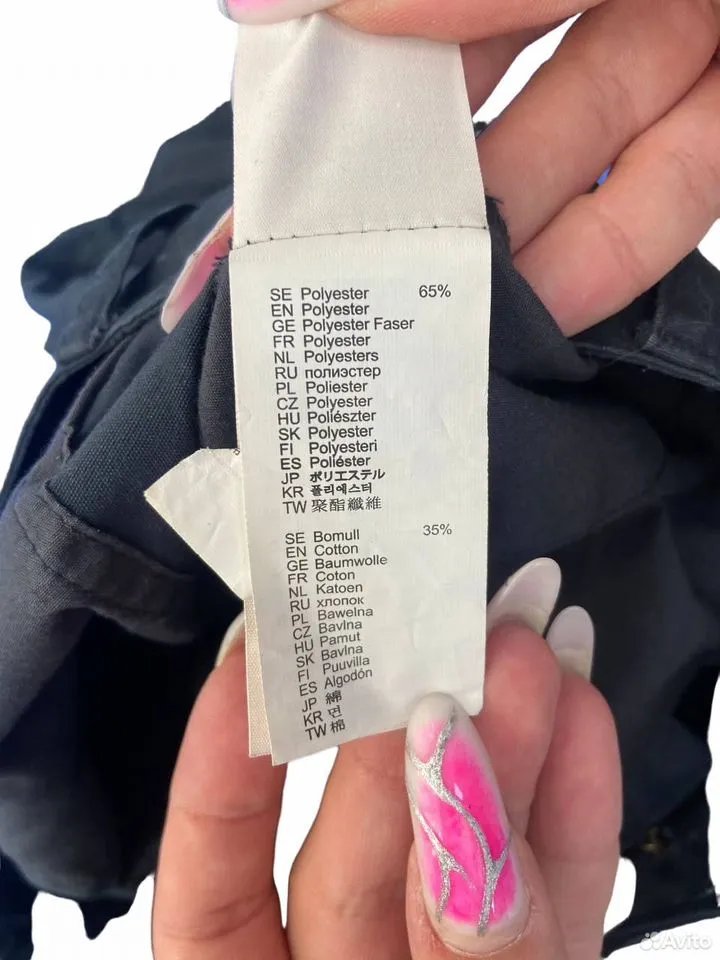 SE Polyester 65%
EN Polyester
GE Polyester Faser
FR Polyester
NL Polyesters
RU полиэстер
PL Poliester
CZ Polyester
HU Poliészter
SK Polyester
FI Polyesteri
ES Poliéster
JP ポリエステル
KR 폴리에스터
TW 聚酯纖維
SE Bomull 35%
EN Cotton
GE Baumwolle
FR Coton
NL Katoen
RU хлопок
PL Bawełna
CZ Bavlna
HU Pamut
SK Bavlna
FI Puuvilla
ES Algodón
JP 綿
KR 면
TW 棉
Avito